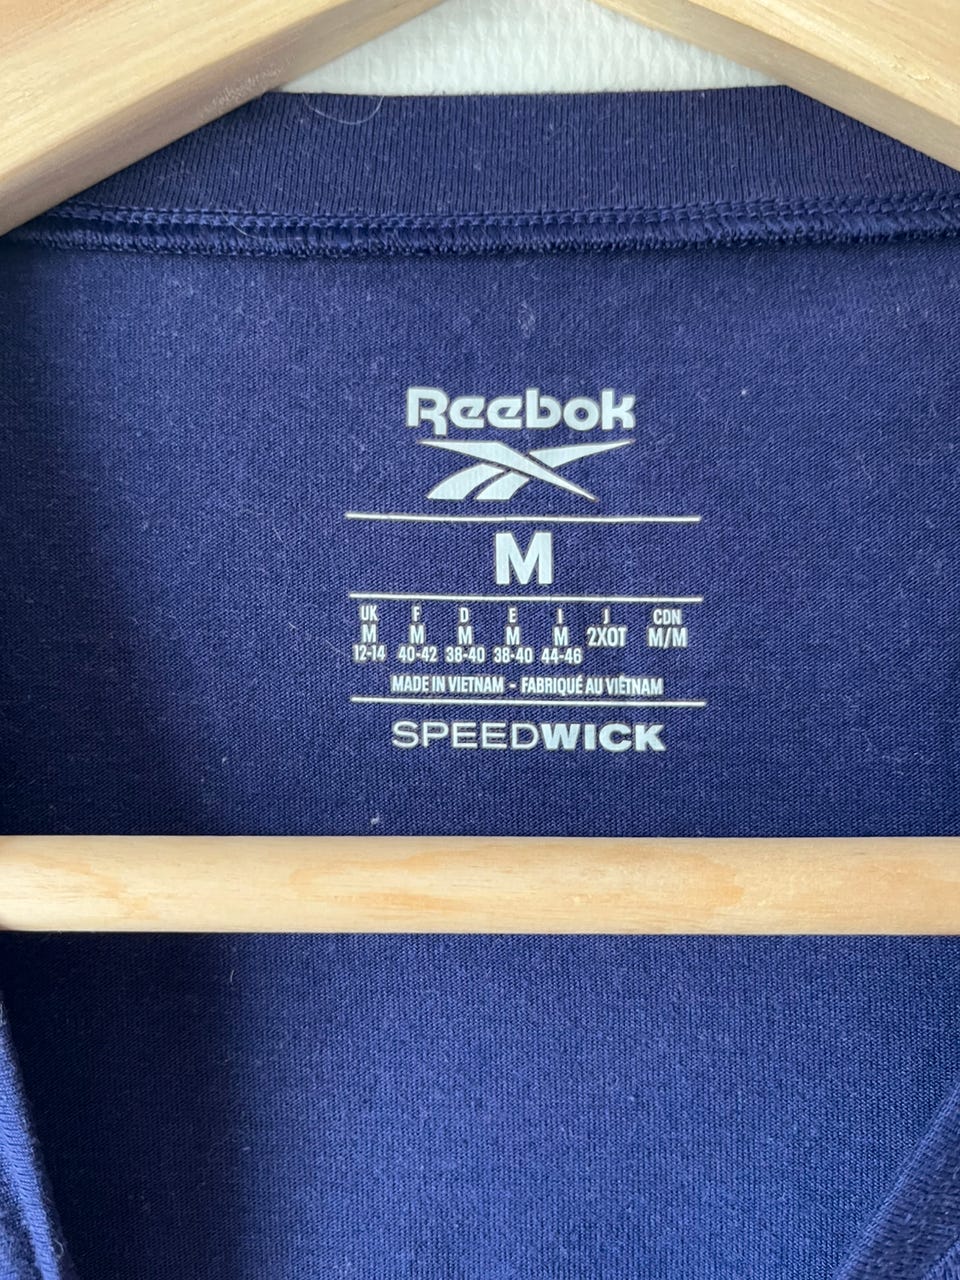 Reebok
M
UK F D E I J CDN
M M M M M 2XOT M/M
12-14 40-42 38-40 38-40 44-46
MADE IN VIETNAM - FABRIQUÉ AU VIÊTNAM
SPEEDWICK